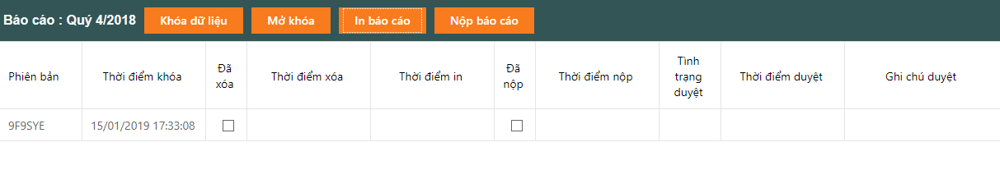 Báo cáo : Quý 4/2018 Khóa dữ liệu Mở khóa In báo cáo Nộp báo cáo
Phiên bản Thời điểm khóa Đã xóa Thời điểm xóa Thời điểm in Đã nộp Thời điểm nộp Tình trạng duyệt Thời điểm duyệt Ghi chú duyệt
9F9SYE 15/01/2019 17:33:08